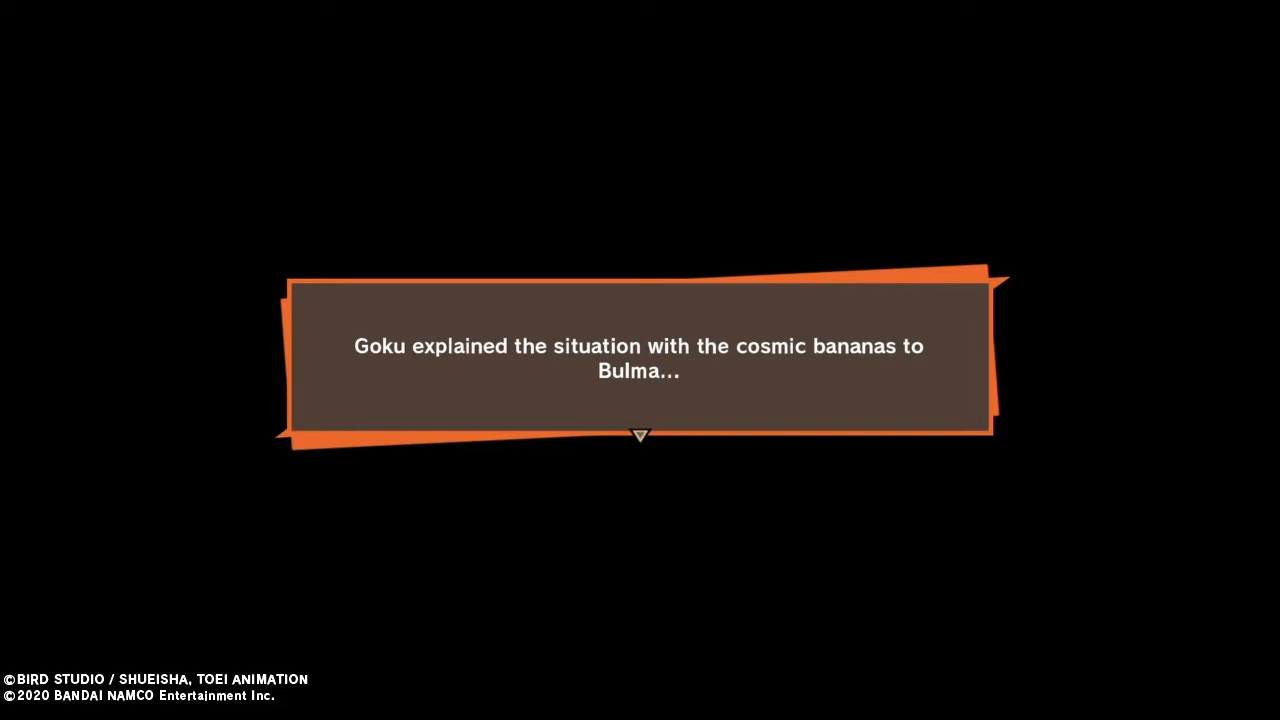 Goku explained the situation with the cosmic bananas to
Bulma...
©BIRD STUDIO / SHUEISHA, TOEI ANIMATION
©2020 BANDAI NAMCO Entertainment Inc.